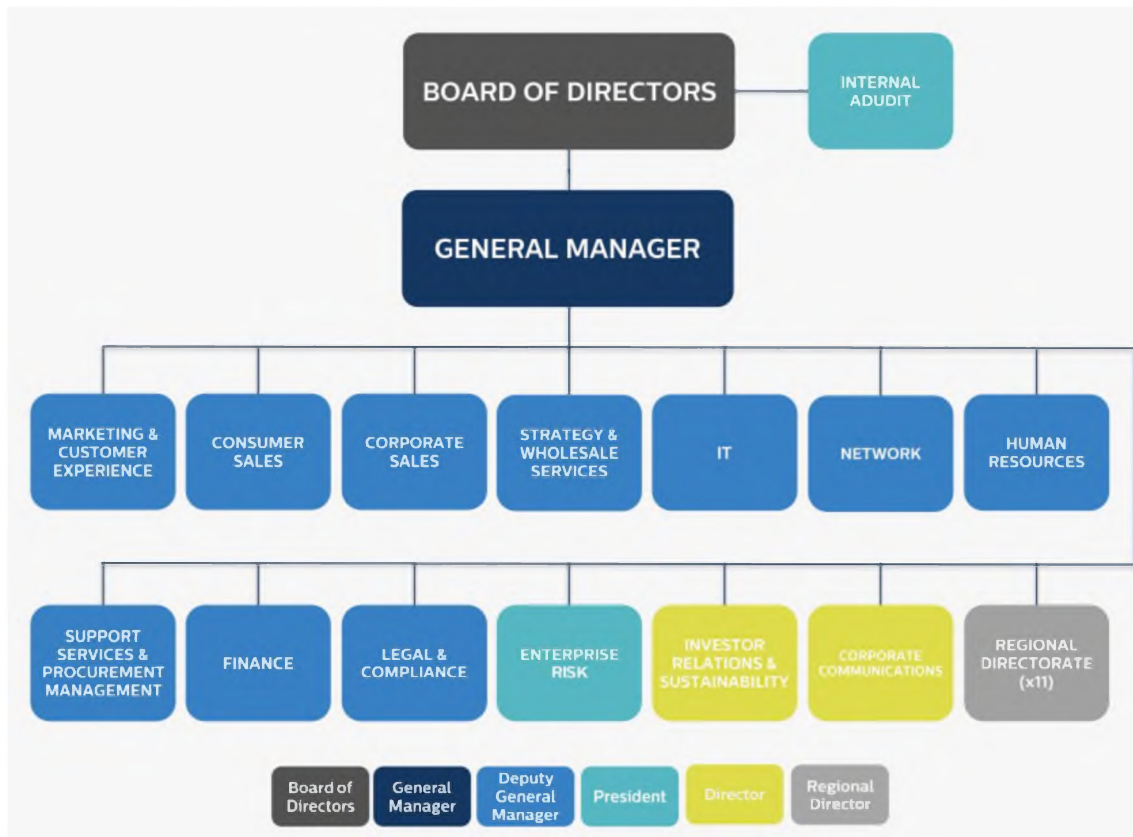 BOARD OF DIRECTORS
INTERNAL
ADUDIT
GENERAL MANAGER
MARKETING &
CUSTOMER
EXPERIENCE
CONSUMER
SALES
CORPORATE
SALES
STRATEGY &
WHOLESALE
SERVICES
IT
NETWORK
HUMAN
RESOURCES
SUPPORT
SERVICES &
PROCUREMENT
MANAGEMENT
FINANCE
LEGAL &
COMPLIANCE
ENTERPRISE
RISK
INVESTOR
RELATIONS &
SUSTAINABILITY
CORPORATE
COMMUNICATIONS
REGIONAL
DIRECTORATE
(x11)
Board of
Directors
General
Manager
Deputy
General
Manager
President
Director
Regional
Director